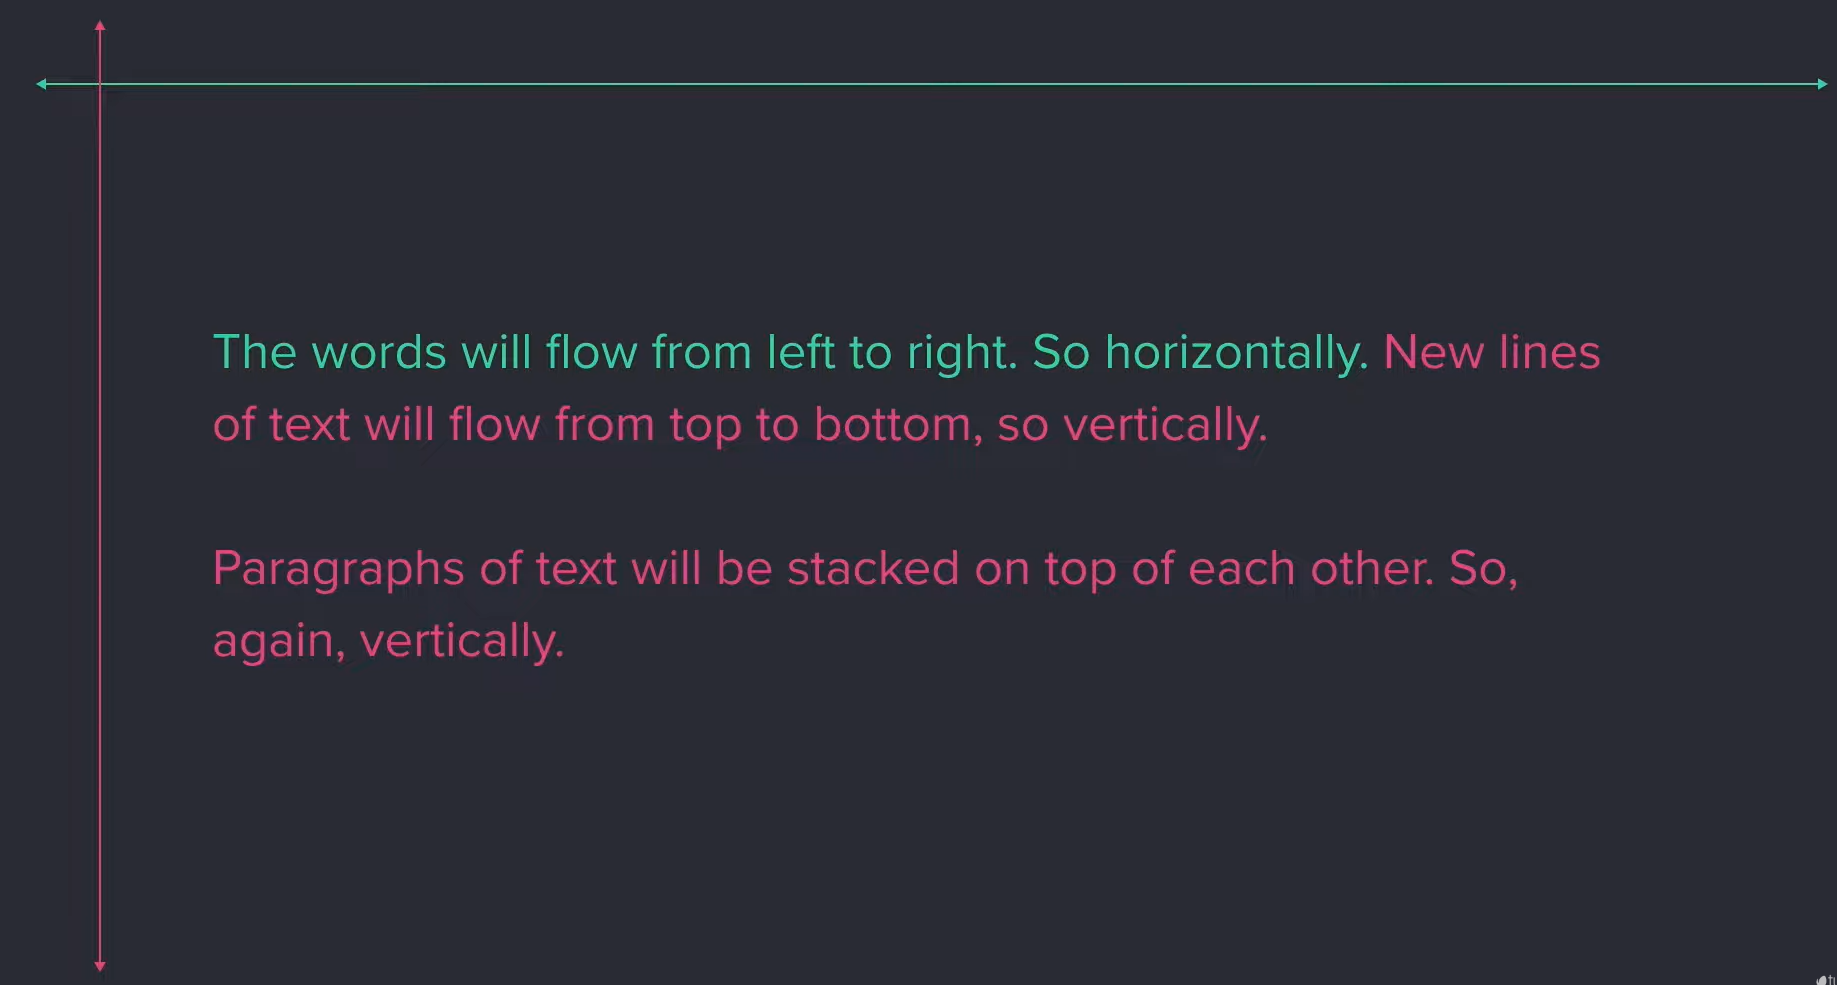 The words will flow from left to right. So horizontally. New lines
of text will flow from top to bottom, so vertically.
Paragraphs of text will be stacked on top of each other. So,
again, vertically.